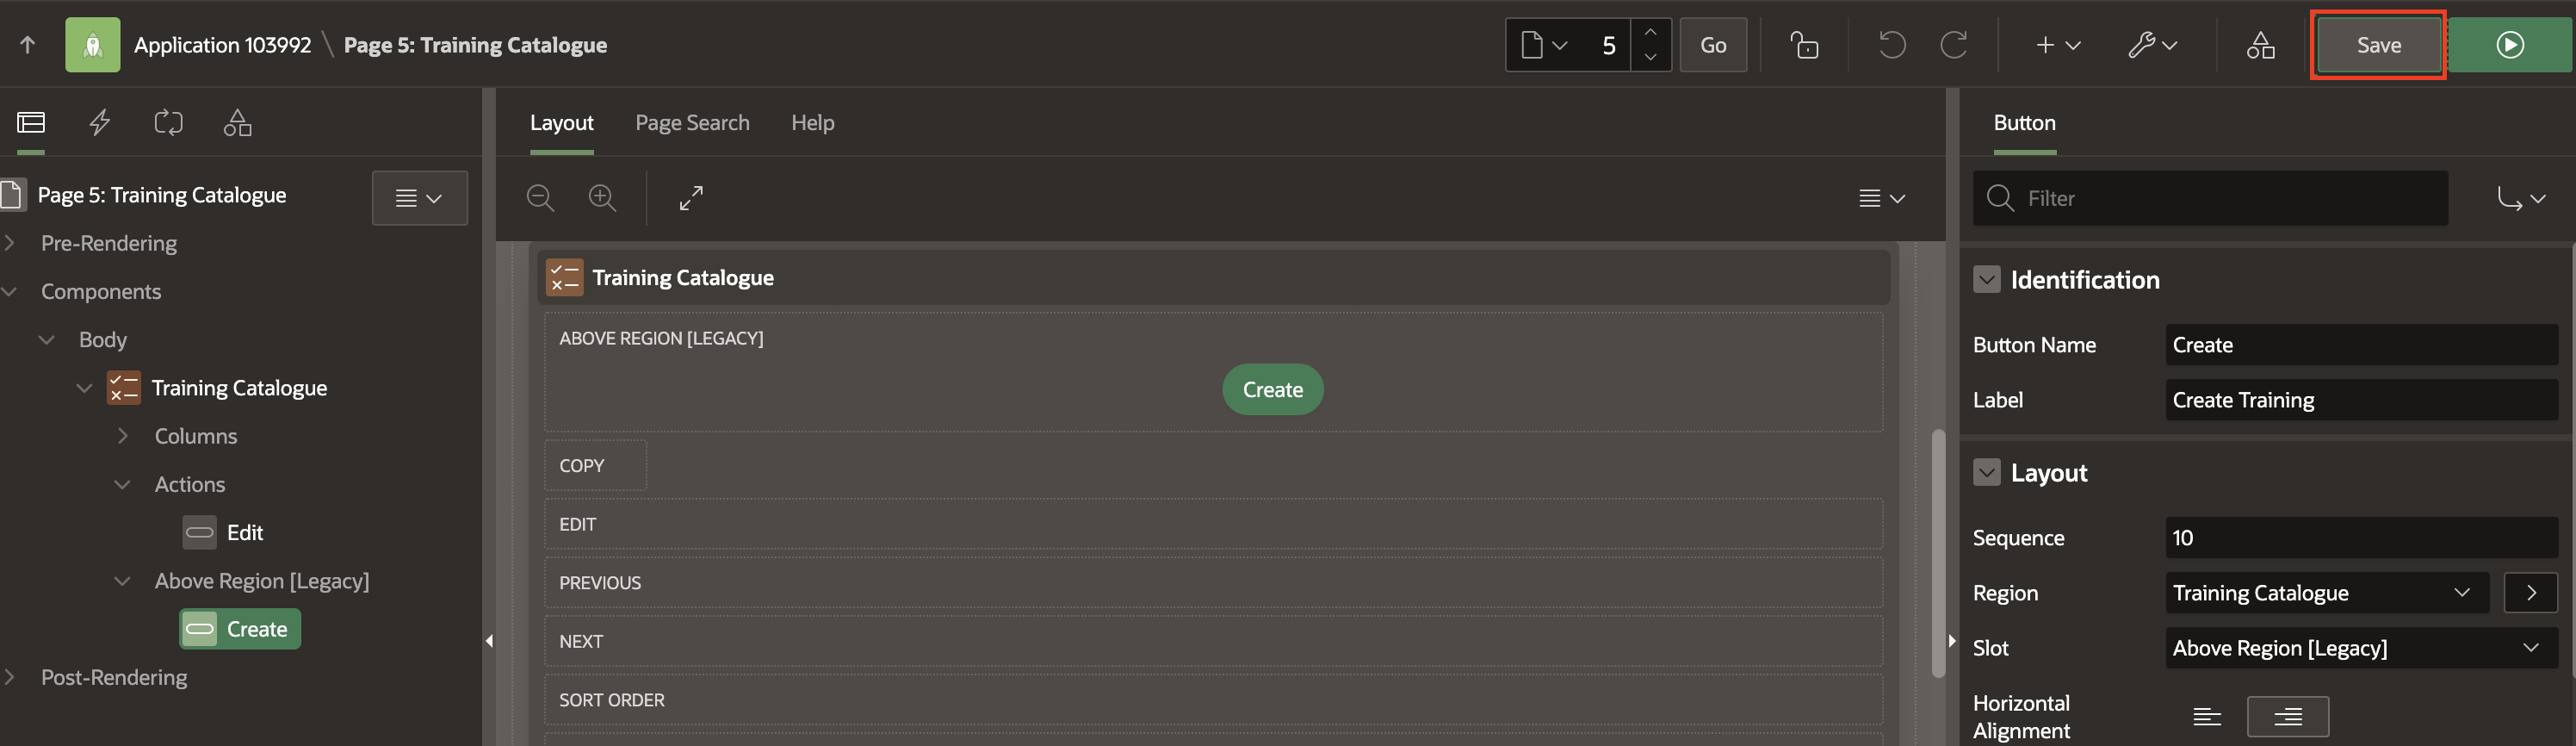 Application 103992 \ Page 5: Training Catalogue
5
Go
Save
Layout
Page Search
Help
Button
Page 5: Training Catalogue
Pre-Rendering
Components
Body
Training Catalogue
Columns
Actions
Edit
Above Region [Legacy]
Create
Post-Rendering
Training Catalogue
ABOVE REGION [LEGACY]
Create
COPY
EDIT
PREVIOUS
NEXT
SORT ORDER
Filter
Identification
Button Name
Create
Label
Create Training
Layout
Sequence
10
Region
Training Catalogue
Slot
Above Region [Legacy]
Horizontal
Alignment